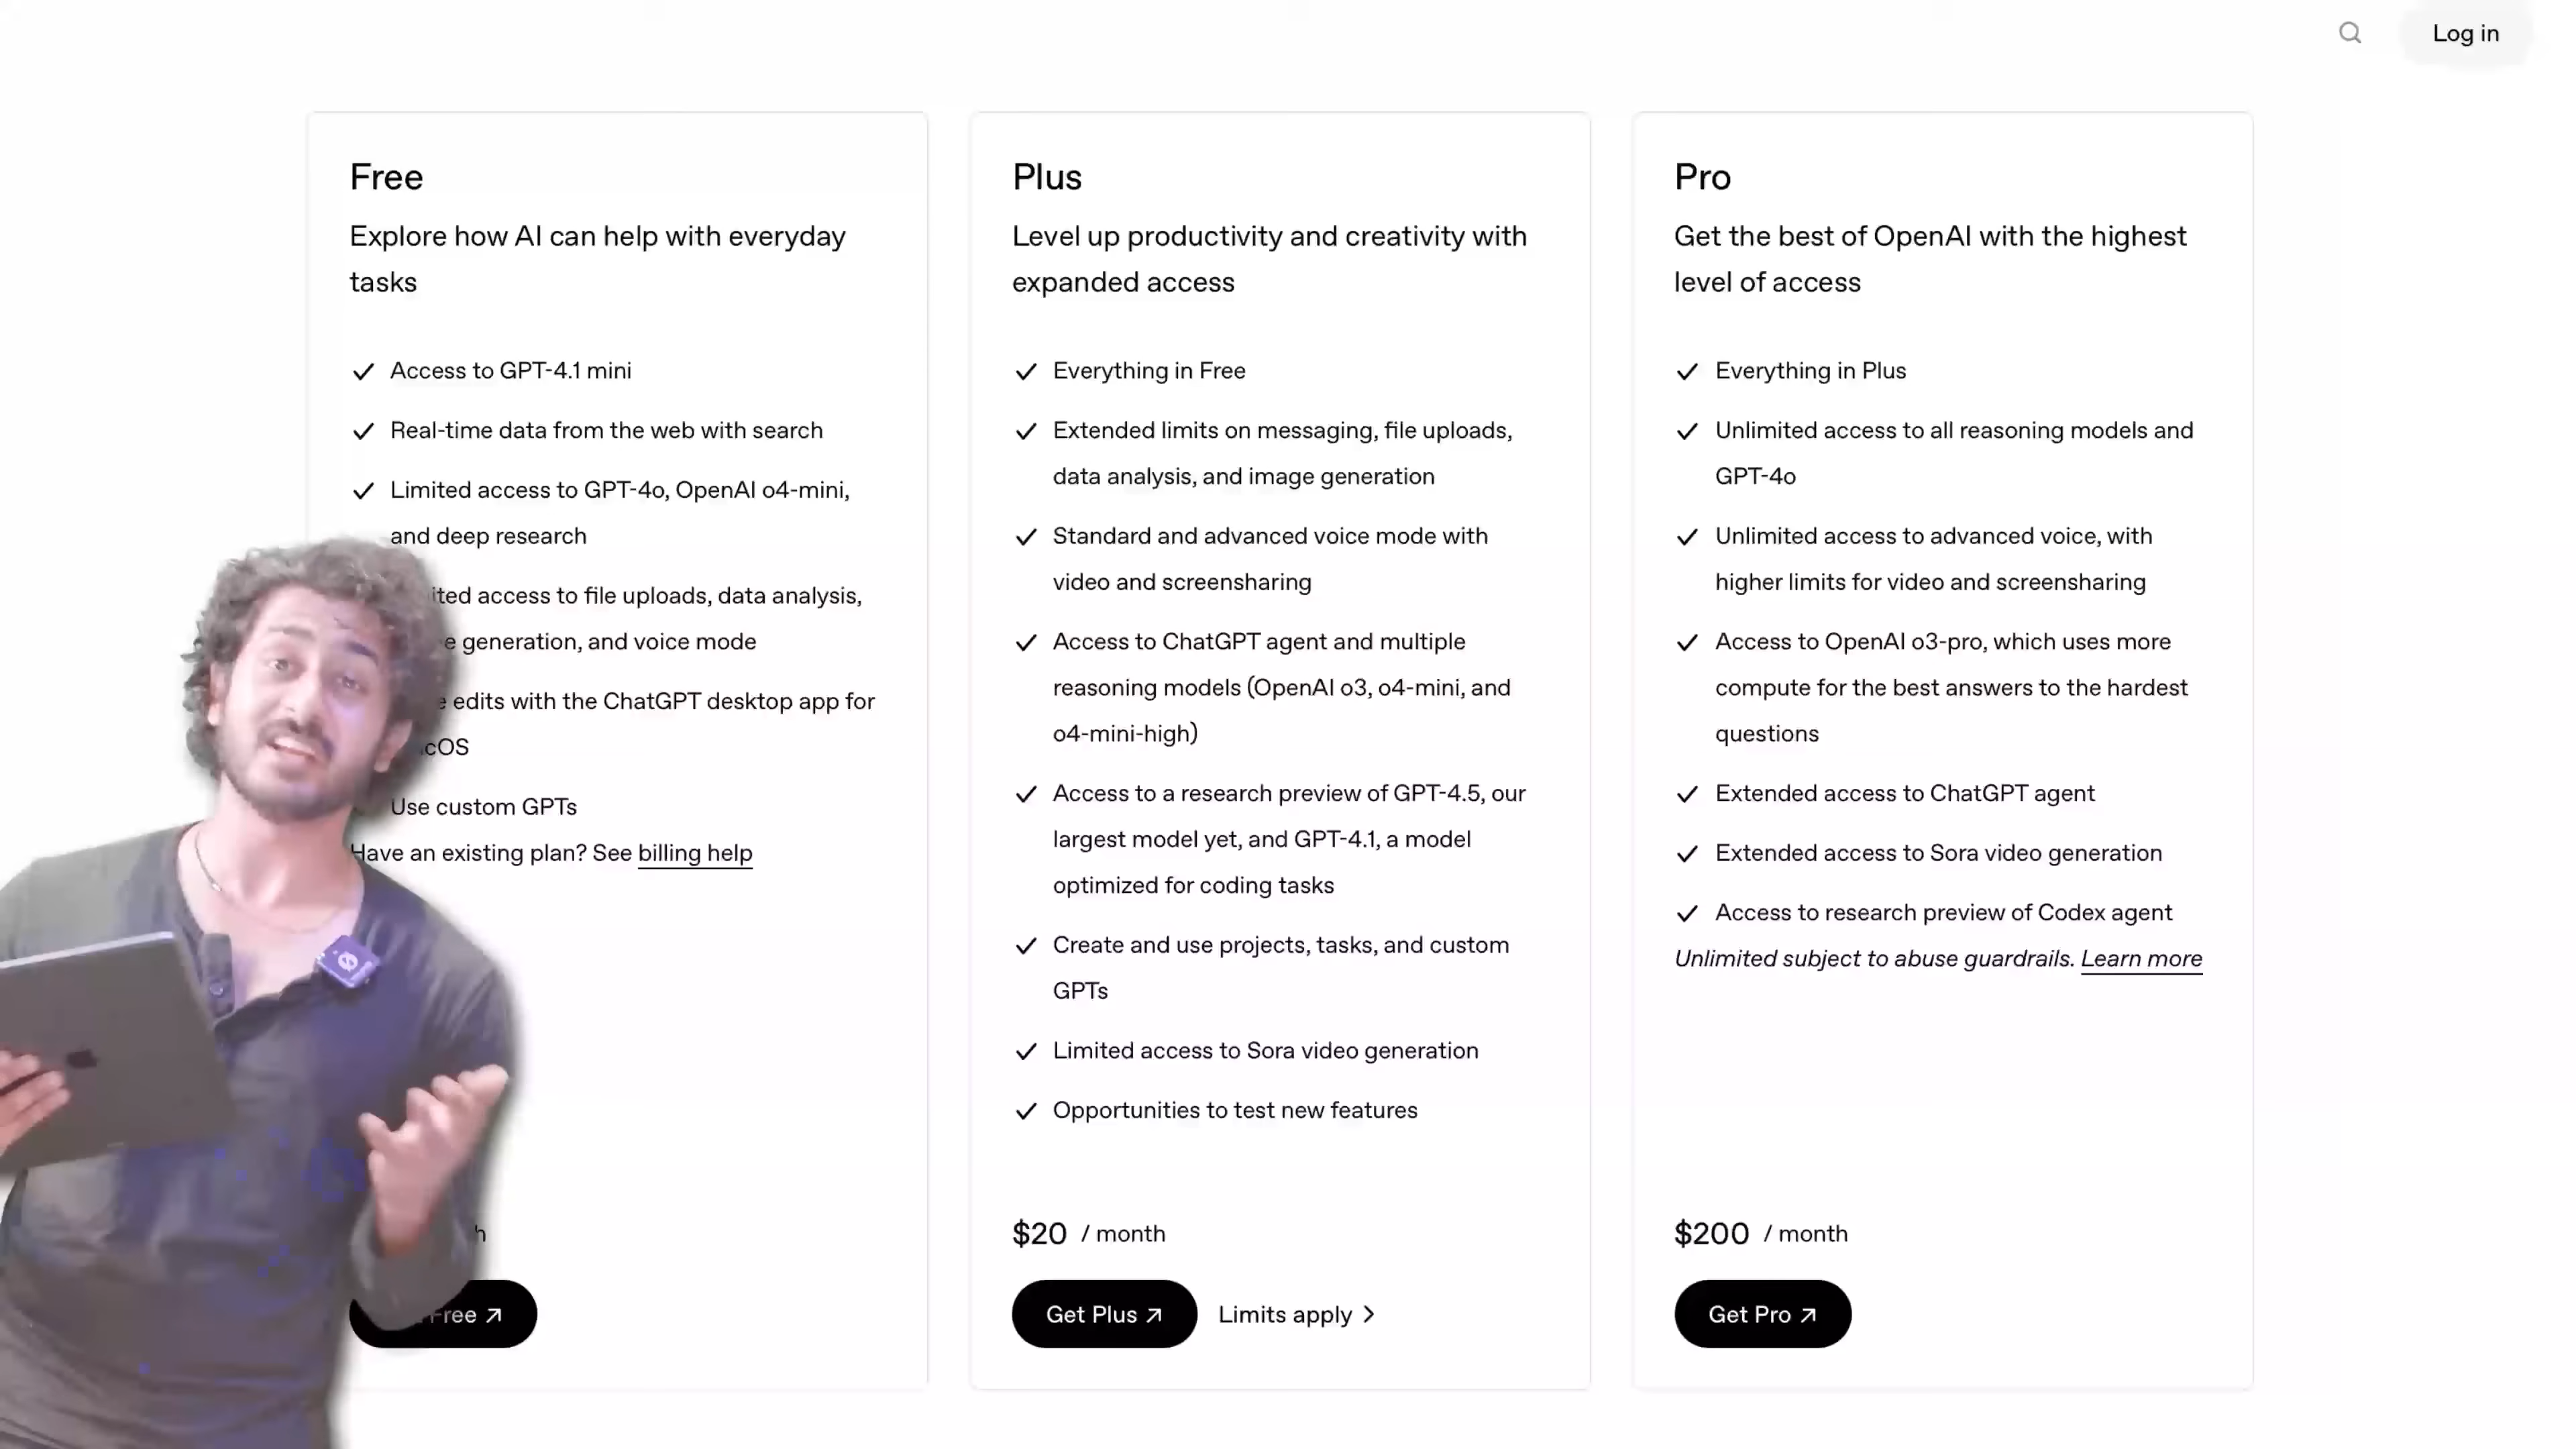 Log in
Free
Explore how AI can help with everyday
tasks
Access to GPT-4.1 mini
Real-time data from the web with search
Limited access to GPT-4o, OpenAI o4-mini,
and deep research
access to file uploads, data analysis,
generation, and voice mode
edits with the ChatGPT desktop app for
Use custom GPTs
Have an existing plan? See billing help
Free
Plus
Level up productivity and creativity with
expanded access
Everything in Free
Extended limits on messaging, file uploads,
data analysis, and image generation
Standard and advanced voice mode with
video and screensharing
Access to ChatGPT agent and multiple
reasoning models (OpenAI o3, o4-mini, and
o4-mini-high)
Access to a research preview of GPT-4.5, our
largest model yet, and GPT-4.1, a model
optimized for coding tasks
Create and use projects, tasks, and custom
GPTs
Limited access to Sora video generation
Opportunities to test new features
$20 / month
Get Plus
Limits apply
Pro
Get the best of OpenAI with the highest
level of access
Everything in Plus
Unlimited access to all reasoning models and
GPT-4o
Unlimited access to advanced voice, with
higher limits for video and screensharing
Access to OpenAI o3-pro, which uses more
compute for the best answers to the hardest
questions
Extended access to ChatGPT agent
Extended access to Sora video generation
Access to research preview of Codex agent
Unlimited subject to abuse guardrails. Learn more
$200 / month
Get Pro